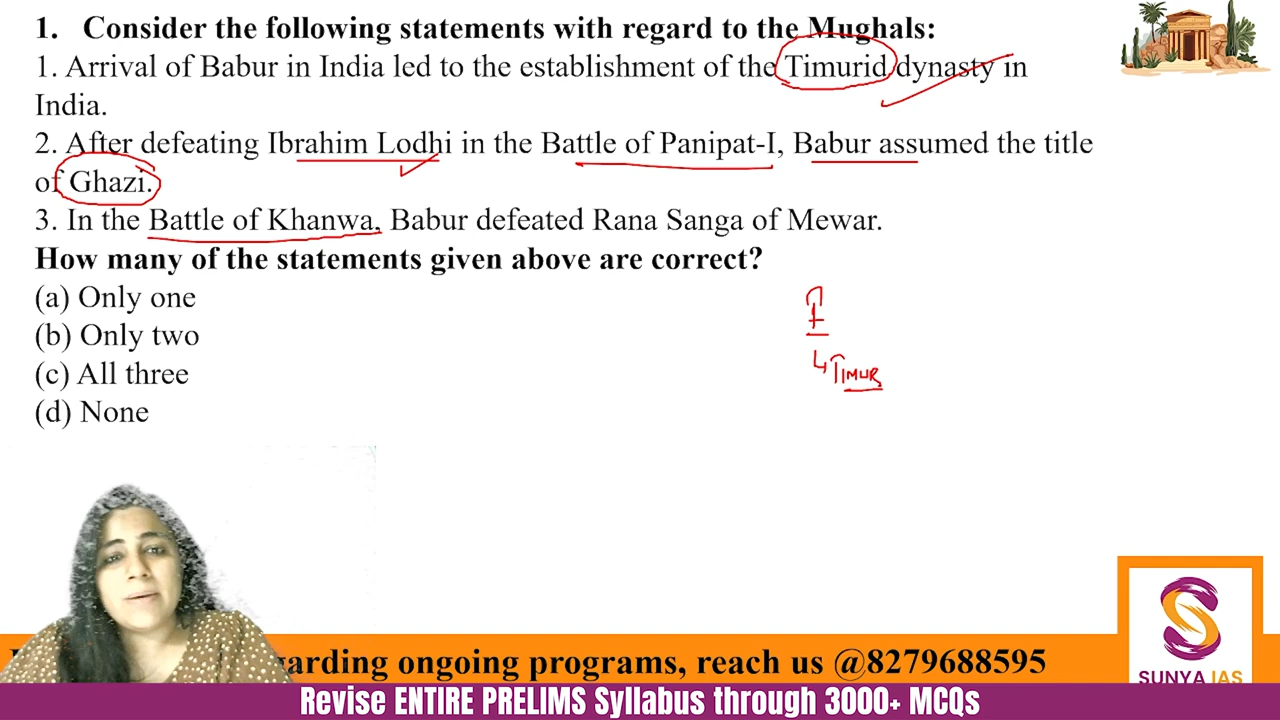 1. Consider the following statements with regard to the Mughals:
1. Arrival of Babur in India led to the establishment of the Timurid dynasty in
India.
2. After defeating Ibrahim Lodhi in the Battle of Panipat-I, Babur assumed the title
of Ghazi.
3. In the Battle of Khanwa, Babur defeated Rana Sanga of Mewar.
How many of the statements given above are correct?
(a) Only one
(b) Only two
(c) All three
(d) None
TIMUR
garding ongoing programs, reach us @8279688595
SUNYA IAS
Revise ENTIRE PRELIMS Syllabus through 3000+ MCQs